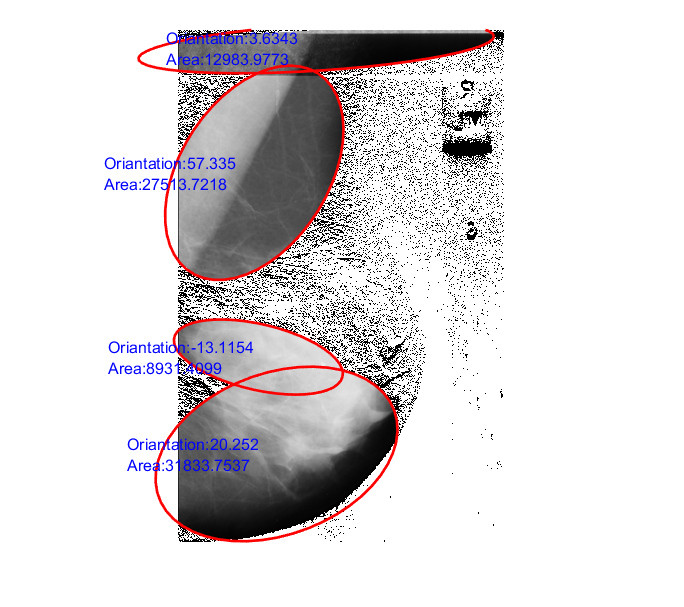 Oriantation:3.6343
Area:12983.9773
Oriantation:57.335
Area:27513.7218
Oriantation:-13.1154
Area:8931.4099
Oriantation:20.252
Area:31833.7537